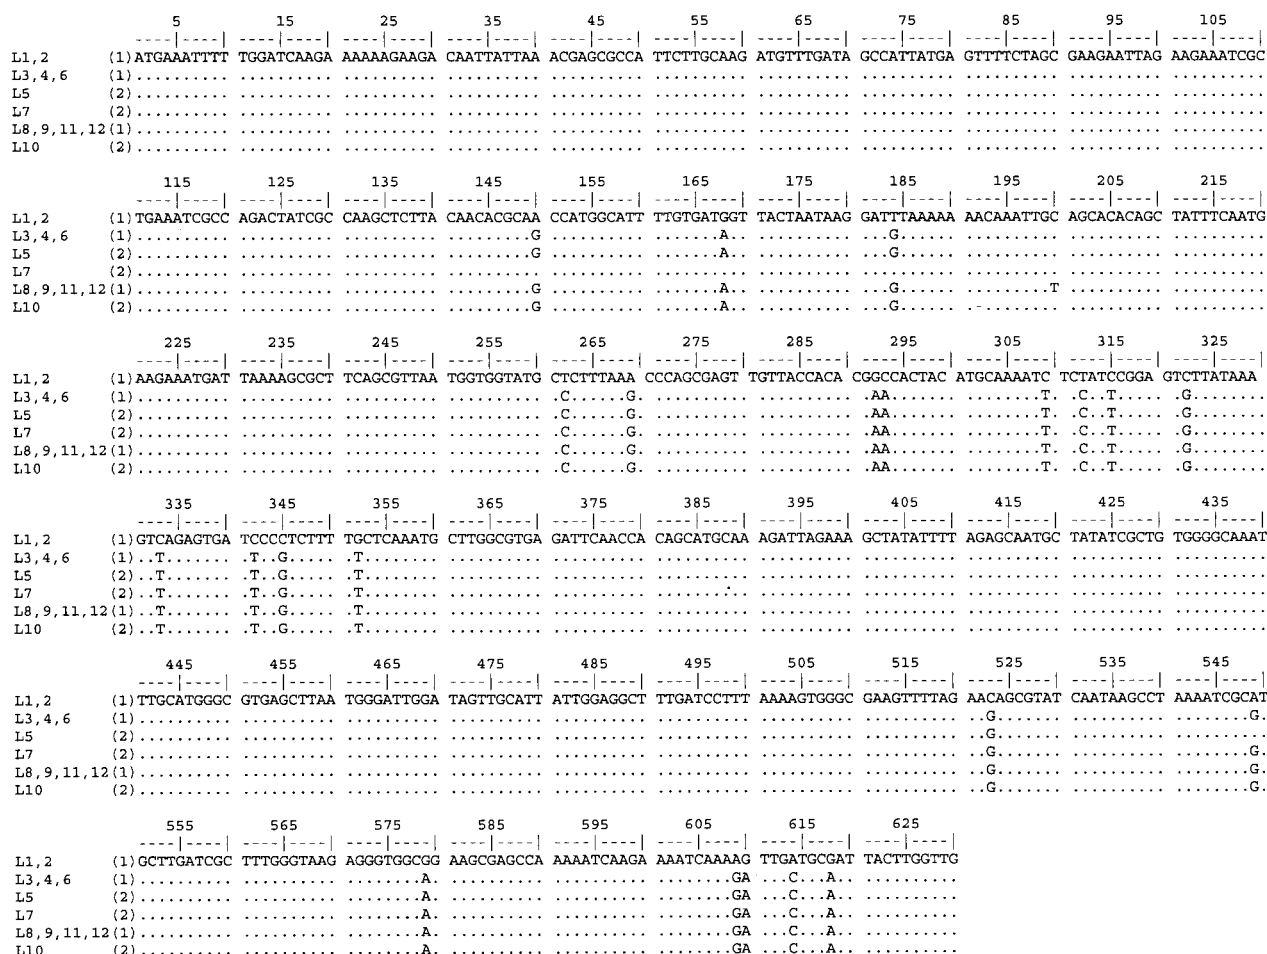 5 15 25 35 45 55 65 75 85 95 105
----|----| ----|----| ----|----| ----|----| ----|----| ----|----| ----|----| ----|----| ----|----| ----|----| ----|----|
L1,2 (1) ATGAAATTTT TGGATCAAGA AAAAAGAAGA CAATTATTAA ACGAGCGCCA TTCTTGCAAG ATGTTTGATA GCCATTATGA GTTTTCTAGC GAAGAATTAG AAGAAATCGC
L3,4,6 (1) .......... .......... .......... .......... .......... .......... .......... .......... .......... .......... ..........
L5 (2) .......... .......... .......... .......... .......... .......... .......... .......... .......... .......... ..........
L7 (2) .......... .......... .......... .......... .......... .......... .......... .......... .......... .......... ..........
L8,9,11,12(1) .......... .......... .......... .......... .......... .......... .......... .......... .......... .......... ..........
L10 (2) .......... .......... .......... .......... .......... .......... .......... .......... .......... .......... ..........
115 125 135 145 155 168 175 185 195 205 215
----|----| ----|----| ----|----| ----|----| ----|----| ----|----| ----|----| ----|----| ----|----| ----|----| ----|----|
L1,2 (1) TGAAATCGCC AGACTATCGC CAAGCTCTTA CAACACGCAA CCATGGCATT TTGTGATGGT TACTAATAAG GATTTAAAAA AACAAATTGC AGCACACAGC TATTTCAATG
L3,4,6 (1) .......... .......... .......... .........G .......... .......A.. .......... ...G...... .......... .......... ..........
L5 (2) .......... .......... .......... .........G .......... .......A.. .......... ...G...... .......... .......... ..........
L7 (2) .......... .......... .......... .......... .......... .......... .......... .......... .......... .......... ..........
L8,9,11,12(1) .......... .......... .......... .........G .......... .......A.. .......... ...G...... .........T .......... ..........
L10 (2) .......... .......... .......... .........G .......... .......A.. .......... ...G...... .......... .......... ..........
225 235 245 255 265 275 285 295 305 315 325
----|----| ----|----| ----|----| ----|----| ----|----| ----|----| ----|----| ----|----| ----|----| ----|----| ----|----|
L1,2 (1) AAGAAATGAT TAAAAGCGCT TCAGCGTTAA TGGTGGTATG CTCTTTAAA CCCAGCGAGT TGTTACCACA CGGCCACTAC ATGCAAAATC TCTATCCGGA GTCTTATAAA
L3,4,6 (1) .......... .......... .......... .......... .C......G. .......... .......... .AA....... ........T. .C..T..... .G........
L5 (2) .......... .......... .......... .......... .C......G. .......... .......... .AA....... ........T. .C..T..... .G........
L7 (2) .......... .......... .......... .......... .C......G. .......... .......... .AA....... ........T. .C..T..... .G........
L8,9,11,12(1) .......... .......... .......... .......... .C......G. .......... .......... .AA....... ........T. .C..T..... .G........
L10 (2) .......... .......... .......... .......... .C......G. .......... .......... .AA....... ........T. .C..T..... .G........
335 345 355 365 375 385 395 405 415 425 435
----|----| ----|----| ----|----| ----|----| ----|----| ----|----| ----|----| ----|----| ----|----| ----|----| ----|----|
L1,2 (1) GTCAGAGTGA TCCCCTCTTT TGCTCAAATG CTTGGCGTGA GATTCAACCA CAGCATGCAA AGATTAGAAA GCTATATTTT AGAGCAATGC TATATCGCTG TGGGGCAAAT
L3,4,6 (1) ..T....... .T..G..... .T........ .......... .......... .......... .......... .......... .......... .......... ..........
L5 (2) ..T....... .T..G..... .T........ .......... .......... .......... .......... .......... .......... .......... ..........
L7 (2) ..T....... .T..G..... .T........ .......... .......... .......... .......... .......... .......... .......... ..........
L8,9,11,12(1) ..T....... .T..G..... .T........ .......... .......... .......... .......... .......... .......... .......... ..........
L10 (2) ..T....... .T..G..... .T........ .......... .......... .......... .......... .......... .......... .......... ..........
445 455 465 475 485 495 505 515 525 535 545
----|----| ----|----| ----|----| ----|----| ----|----| ----|----| ----|----| ----|----| ----|----| ----|----| ----|----|
L1,2 (1) TTGCATGGGC GTGAGCTTAA TGGGATTGGA TAGTTGCATT ATTGGAGGCT TTGATCCTTT AAAAGTGGGC GAAGTTTTAG AACAGCGTAT CAATAAGCCT AAAATCGCAT
L3,4,6 (1) .......... .......... .......... .......... .......... .......... .......... .......... ..G....... .......... ........G.
L5 (2) .......... .......... .......... .......... .......... .......... .......... .......... .......... .......... ..........
L7 (2) .......... .......... .......... .......... .......... .......... .......... .......... ..G....... .......... ........G.
L8,9,11,12(1) .......... .......... .......... .......... .......... .......... .......... .......... ..G....... .......... ........G.
L10 (2) .......... .......... .......... .......... .......... .......... .......... .......... ..G....... .......... ........G.
555 565 575 585 595 605 615 625
----|----| ----|----| ----|----| ----|----| ----|----| ----|----| ----|----| ----|----|
L1,2 (1) GCTTGATCGC TTTGGGTAAG AGGGTGGCGG AAGCGAGCCA AAAATCAAGA AAATCAAAAG TTGATGCGAT TACTTGGTTG
L3,4,6 (1) .......... .......... ........A. .......... .......... ........GA ...C...A.. ..........
L5 (2) .......... .......... ........A. .......... .......... ........GA ...C...A.. ..........
L7 (2) .......... .......... ........A. .......... .......... ........GA ...C...A.. ..........
L8,9,11,12(1) .......... .......... ........A. .......... .......... ........GA ...C...A.. ..........
L10 (2) .......... .......... ........A. .......... .......... ........GA ...C...A.. ..........